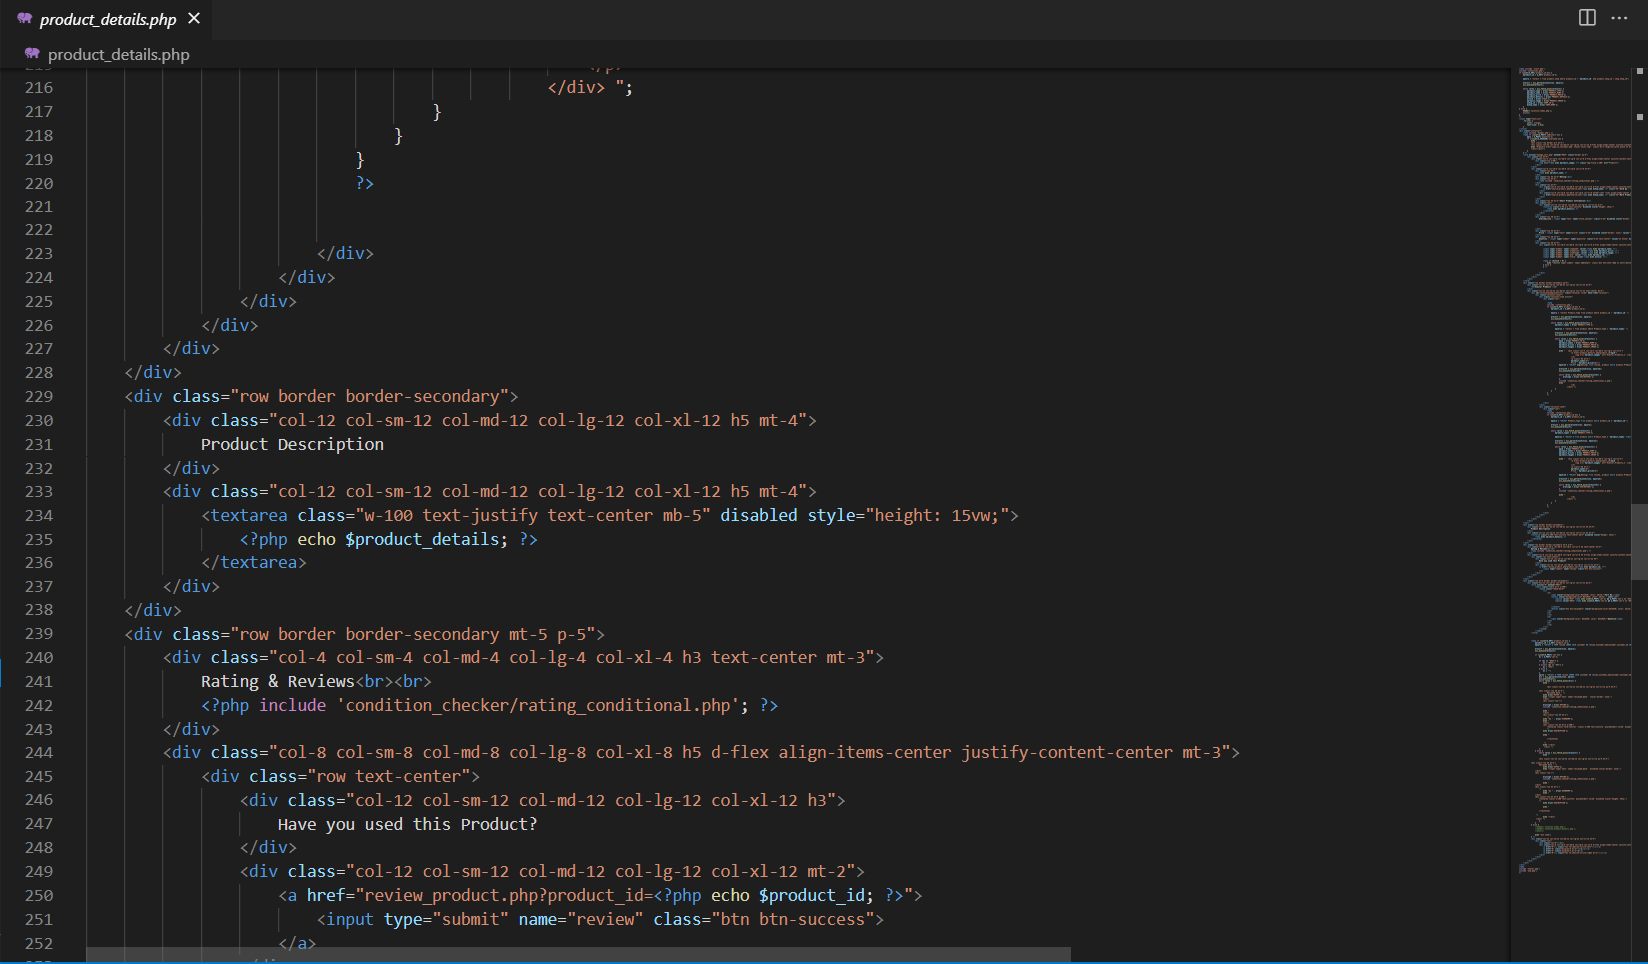 product_details.php
product_details.php
216 </div> ";
217 }
218 }
219 }
220 ?>
221
222
223 </div>
224 </div>
225 </div>
226 </div>
227 </div>
228 </div>
229 <div class="row border border-secondary">
230 <div class="col-12 col-sm-12 col-md-12 col-lg-12 col-xl-12 h5 mt-4">
231 Product Description
232 </div>
233 <div class="col-12 col-sm-12 col-md-12 col-lg-12 col-xl-12 h5 mt-4">
234 <textarea class="w-100 text-justify text-center mb-5" disabled style="height: 15vw;">
235 <?php echo $product_details; ?>
236 </textarea>
237 </div>
238 </div>
239 <div class="row border border-secondary mt-5 p-5">
240 <div class="col-4 col-sm-4 col-md-4 col-lg-4 col-xl-4 h3 text-center mt-3">
241 Rating & Reviews<br><br>
242 <?php include 'condition_checker/rating_conditional.php'; ?>
243 </div>
244 <div class="col-8 col-sm-8 col-md-8 col-lg-8 col-xl-8 h5 d-flex align-items-center justify-content-center mt-3">
245 <div class="row text-center">
246 <div class="col-12 col-sm-12 col-md-12 col-lg-12 col-xl-12 h3">
247 Have you used this Product?
248 </div>
249 <div class="col-12 col-sm-12 col-md-12 col-lg-12 col-xl-12 mt-2">
250 <a href="review_product.php?product_id=<?php echo $product_id; ?>">
251 <input type="submit" name="review" class="btn btn-success">
252 </a>